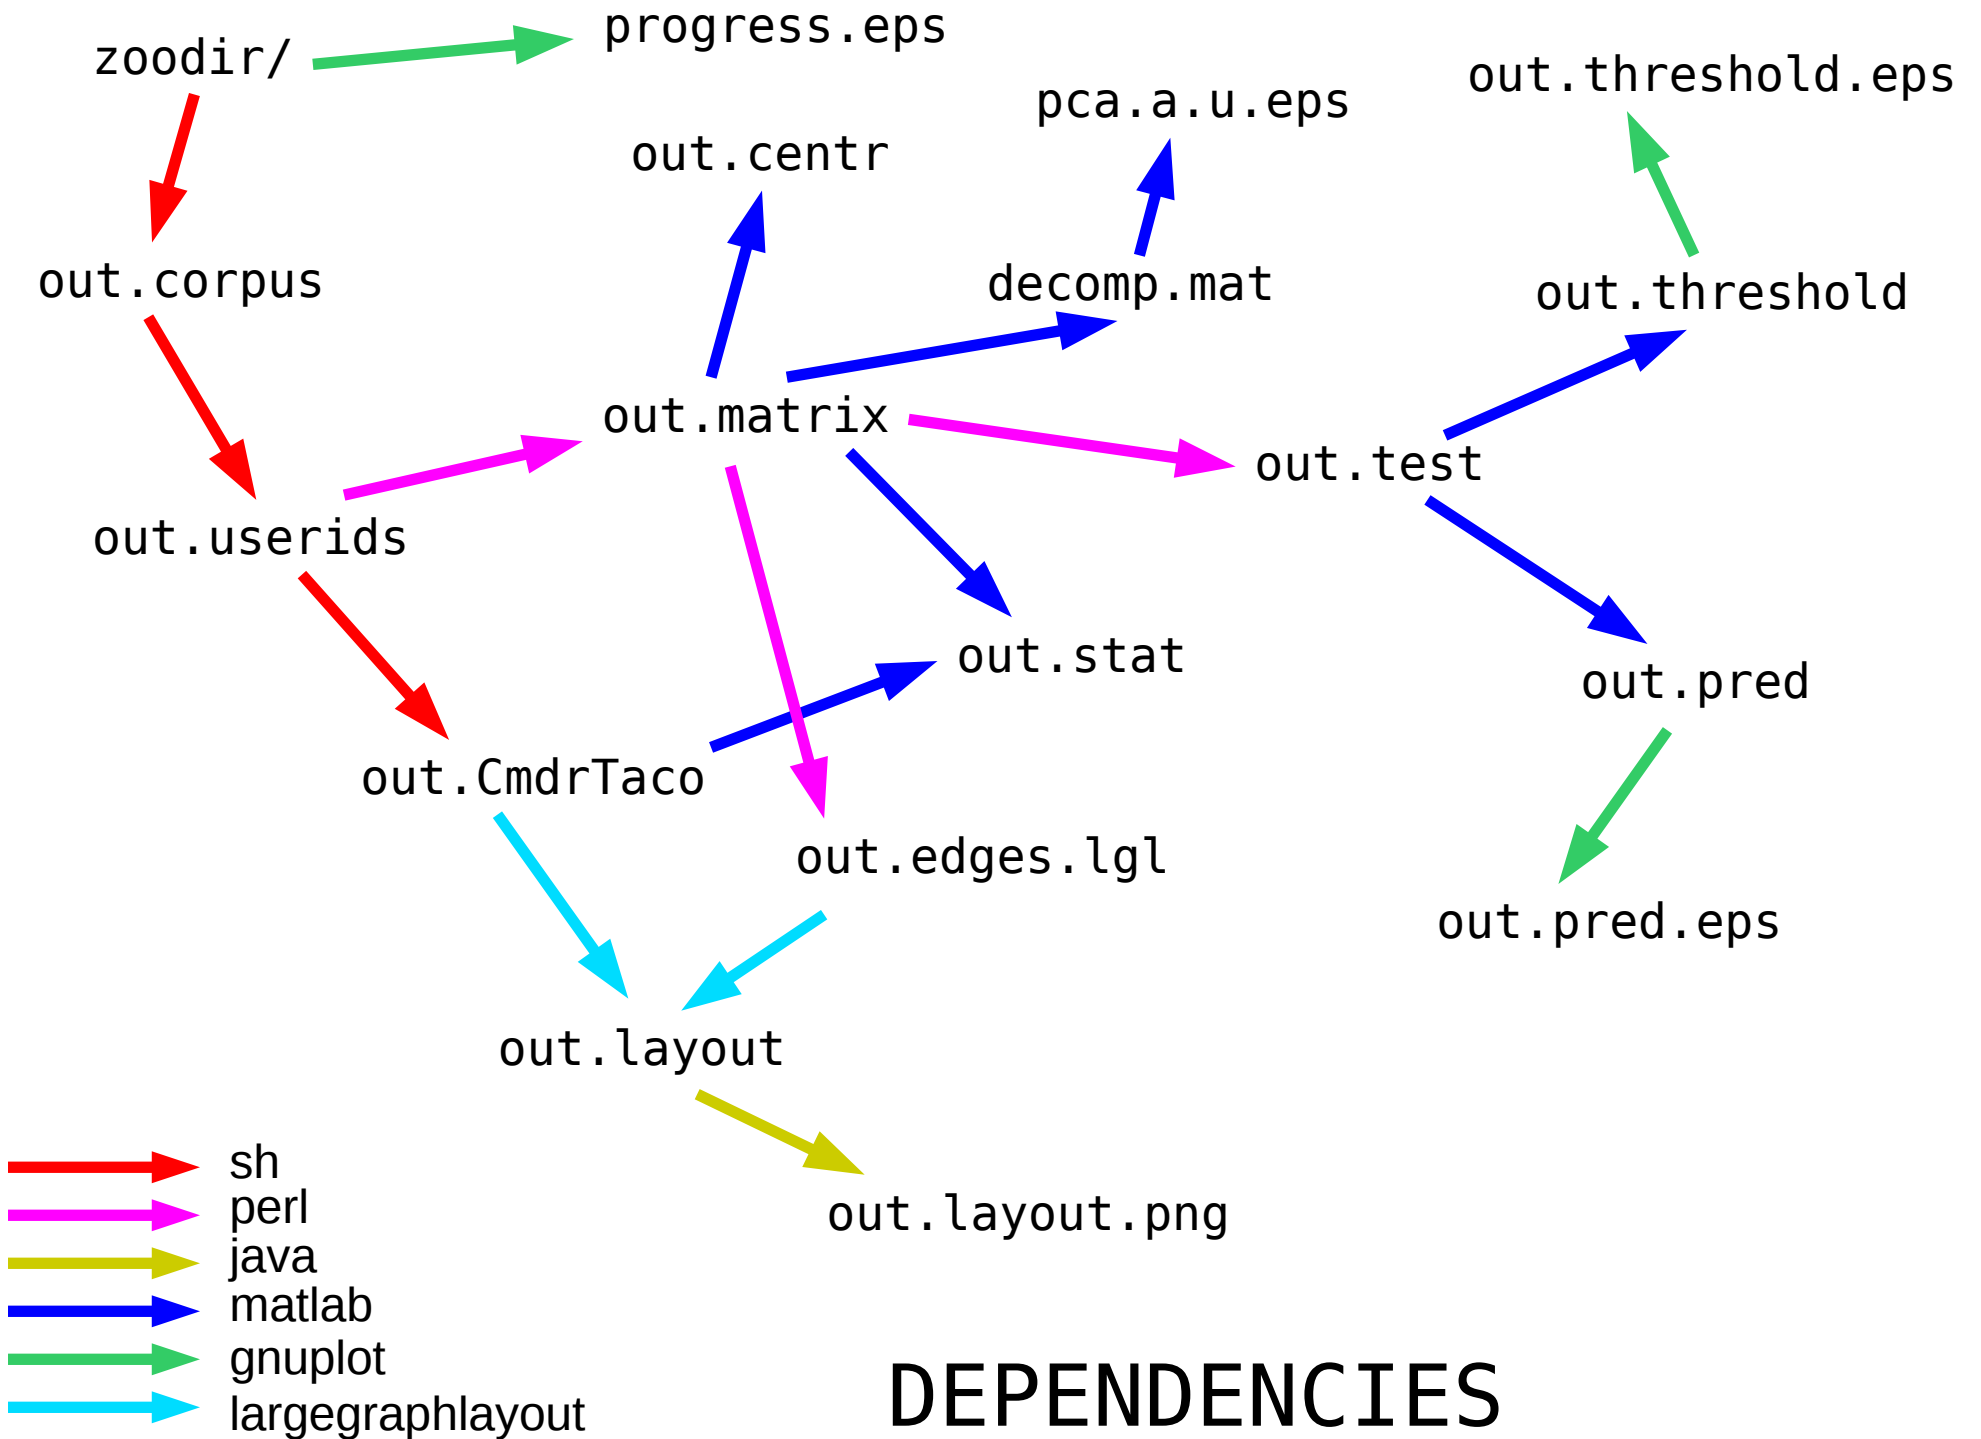 progress.eps
zoodir/
out.threshold.eps
pca.a.u.eps
out.centr
out.corpus
decomp.mat
out.threshold
out.matrix
out.test
out.userids
out.stat
out.pred
out.CmdrTaco
out.edges.lgl
out.pred.eps
out.layout
out.layout.png
sh
perl
java
matlab
gnuplot
largegraphlayout
DEPENDENCIES